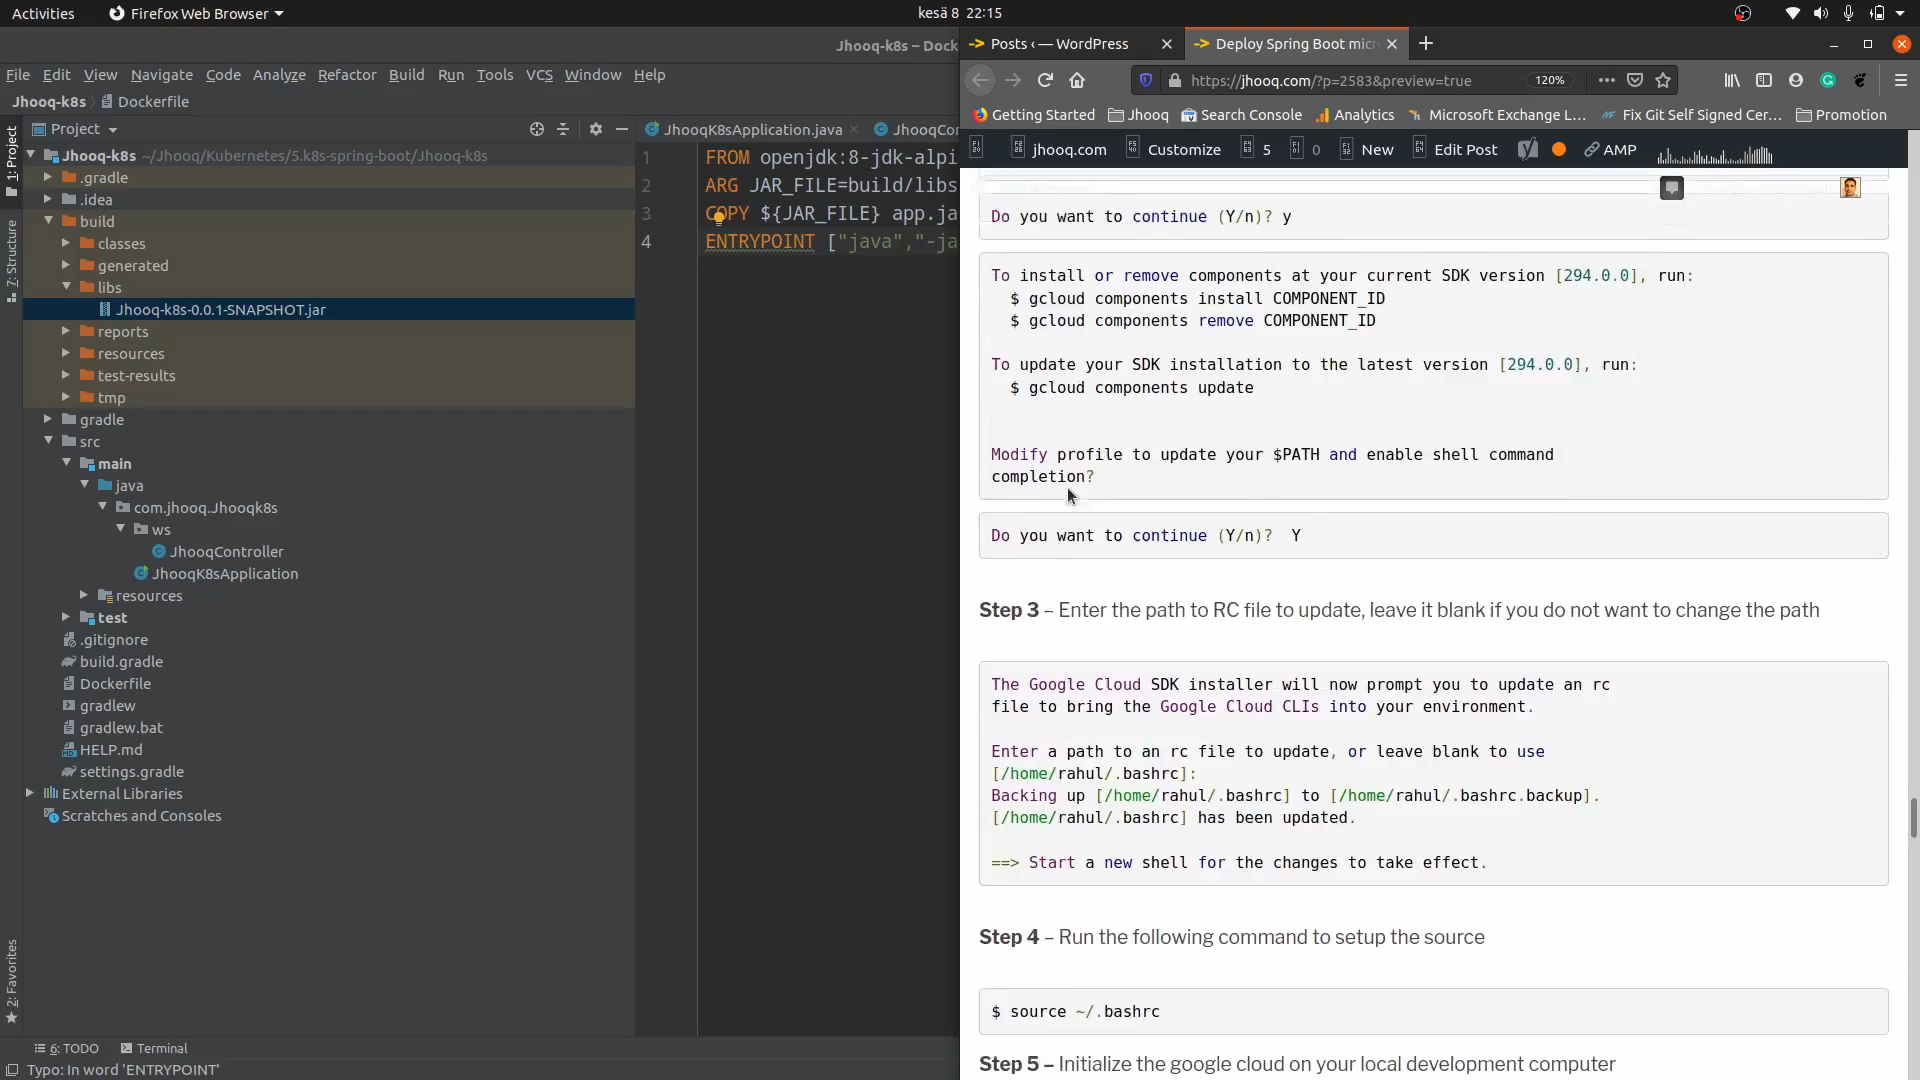 Activities
Firefox Web Browser
kesä 8 22:15
Jhooq-k8s – Dock
File Edit View Navigate Code Analyze Refactor Build Run Tools VCS Window Help
Jhooq-k8s Dockerfile
1: Project
7: Structure
2: Favorites
Project
JhooqK8sApplication.java
JhooqCon
Jhooq-k8s ~/Jhooq/Kubernetes/5.k8s-spring-boot/Jhooq-k8s
.gradle
.idea
build
classes
generated
libs
Jhooq-k8s-0.0.1-SNAPSHOT.jar
reports
resources
test-results
tmp
gradle
src
main
java
com.jhooq.Jhooqk8s
ws
JhooqController
JhooqK8sApplication
resources
test
.gitignore
build.gradle
Dockerfile
gradlew
gradlew.bat
HELP.md
settings.gradle
External Libraries
Scratches and Consoles
1 FROM openjdk:8-jdk-alpi
2 ARG JAR_FILE=build/libs
3 COPY ${JAR_FILE} app.ja
4 ENTRYPOINT ["java","-ja
6: TODO Terminal
Typo: In word 'ENTRYPOINT'
Posts ‹ — WordPress
Deploy Spring Boot micr
https://jhooq.com/?p=2583&preview=true
120%
Getting Started Jhooq Search Console Analytics Microsoft Exchange L... Fix Git Self Signed Cer... Promotion
jhooq.com Customize 5 0 New Edit Post AMP
Do you want to continue (Y/n)? y
To install or remove components at your current SDK version [294.0.0], run:
$ gcloud components install COMPONENT_ID
$ gcloud components remove COMPONENT_ID
To update your SDK installation to the latest version [294.0.0], run:
$ gcloud components update
Modify profile to update your $PATH and enable shell command
completion?
Do you want to continue (Y/n)? Y
Step 3 – Enter the path to RC file to update, leave it blank if you do not want to change the path
The Google Cloud SDK installer will now prompt you to update an rc
file to bring the Google Cloud CLIs into your environment.
Enter a path to an rc file to update, or leave blank to use
[/home/rahul/.bashrc]:
Backing up [/home/rahul/.bashrc] to [/home/rahul/.bashrc.backup].
[/home/rahul/.bashrc] has been updated.
==> Start a new shell for the changes to take effect.
Step 4 – Run the following command to setup the source
$ source ~/.bashrc
Step 5 – Initialize the google cloud on your local development computer